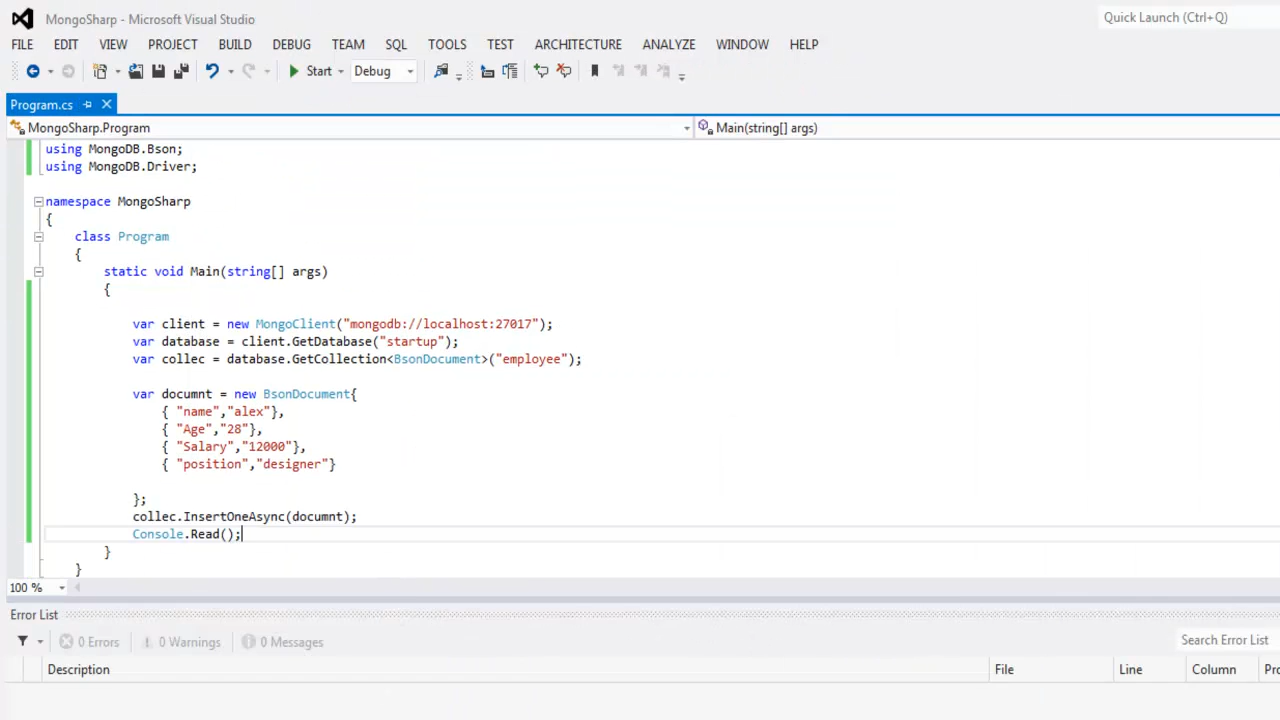 MongoSharp - Microsoft Visual Studio
Quick Launch (Ctrl+Q)
FILE EDIT VIEW PROJECT BUILD DEBUG TEAM SQL TOOLS TEST ARCHITECTURE ANALYZE WINDOW HELP
Start Debug
Program.cs
MongoSharp.Program Main(string[] args)
using MongoDB.Bson;
using MongoDB.Driver;
namespace MongoSharp
{
class Program
{
static void Main(string[] args)
{
var client = new MongoClient("mongodb://localhost:27017");
var database = client.GetDatabase("startup");
var collec = database.GetCollection<BsonDocument>("employee");
var documnt = new BsonDocument{
{ "name","alex"},
{ "Age","28"},
{ "Salary","12000"},
{ "position","designer"}
};
collec.InsertOneAsync(documnt);
Console.Read();
}
}
100 %
Error List
0 Errors 0 Warnings 0 Messages Search Error List
Description File Line Column